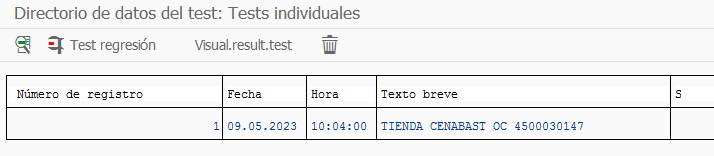 Directorio de datos del test: Tests individuales
Test regresión Visual.result.test
Número de registro Fecha Hora Texto breve S
1 09.05.2023 10:04:00 TIENDA CENABAST OC 4500030147